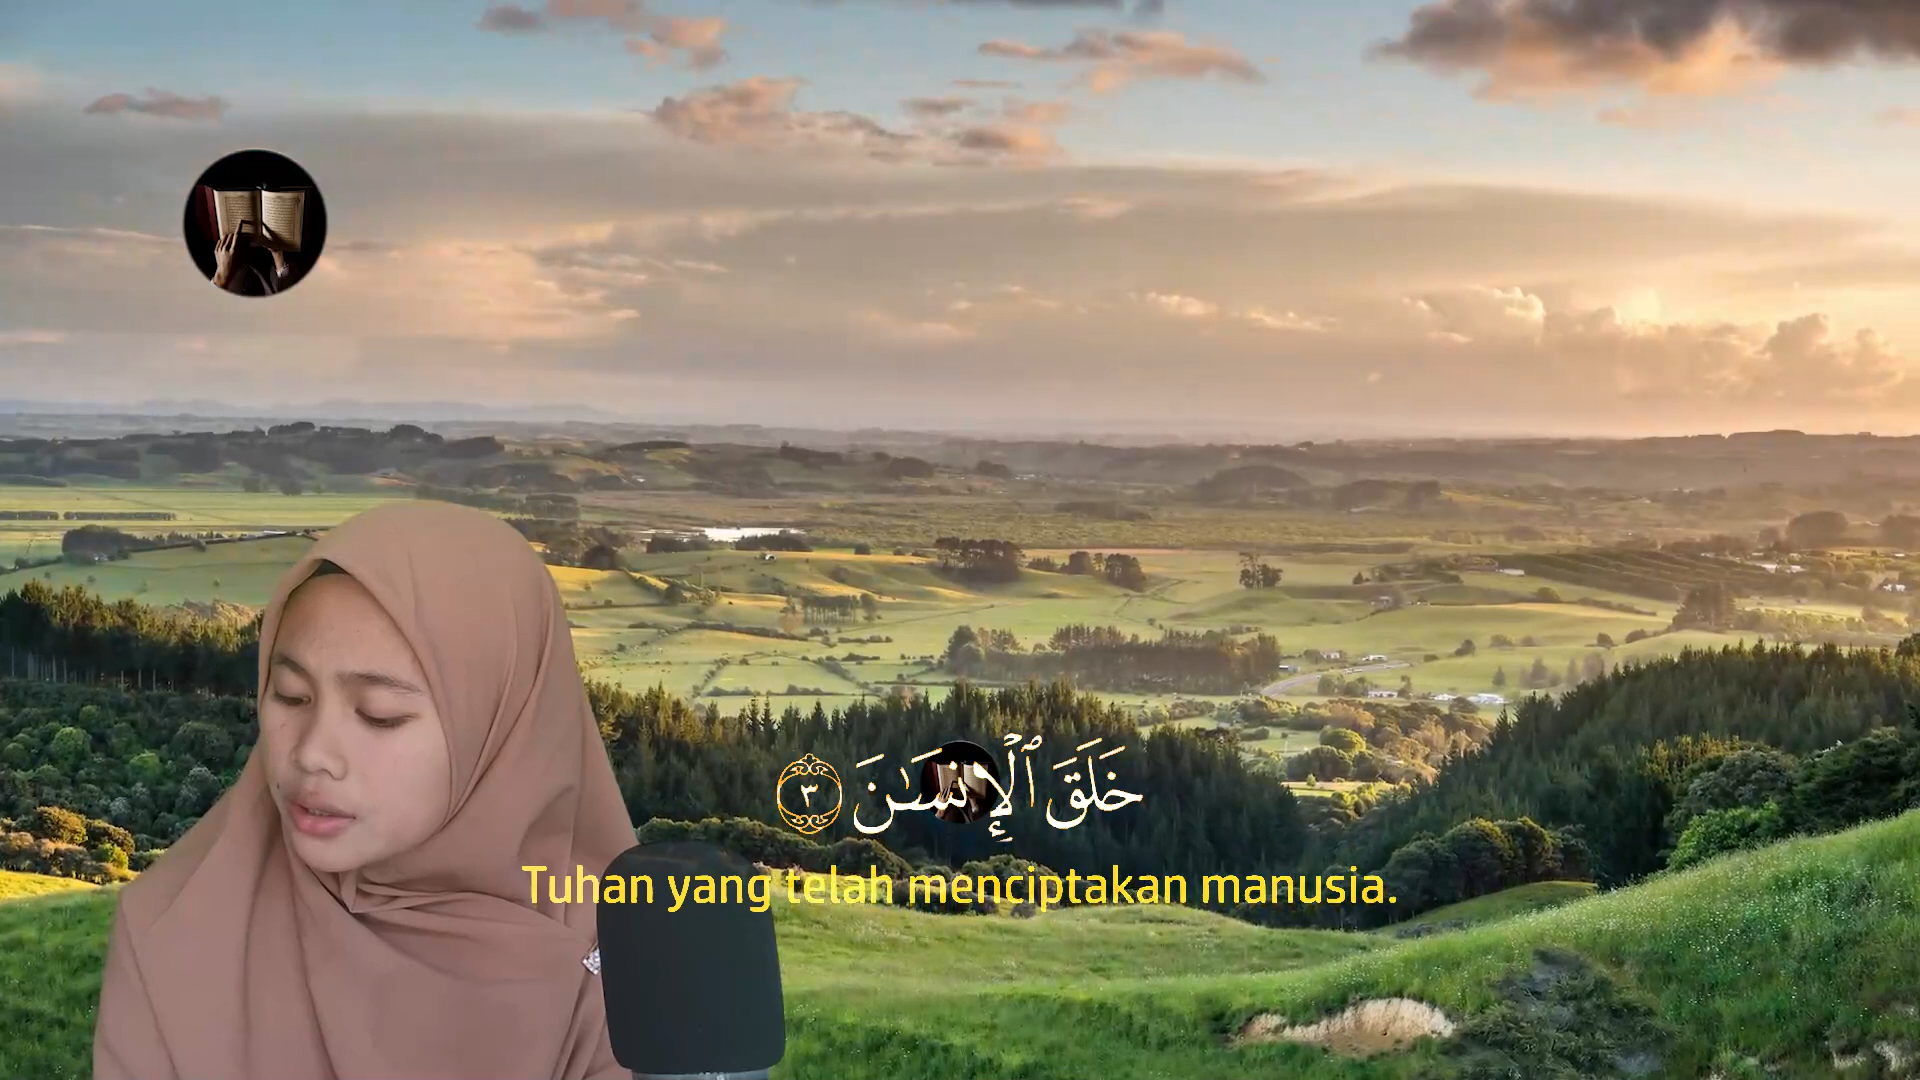 خَلَقَ ٱلْإِنسَـٰنَ ٣
Tuhan yang telah menciptakan manusia.